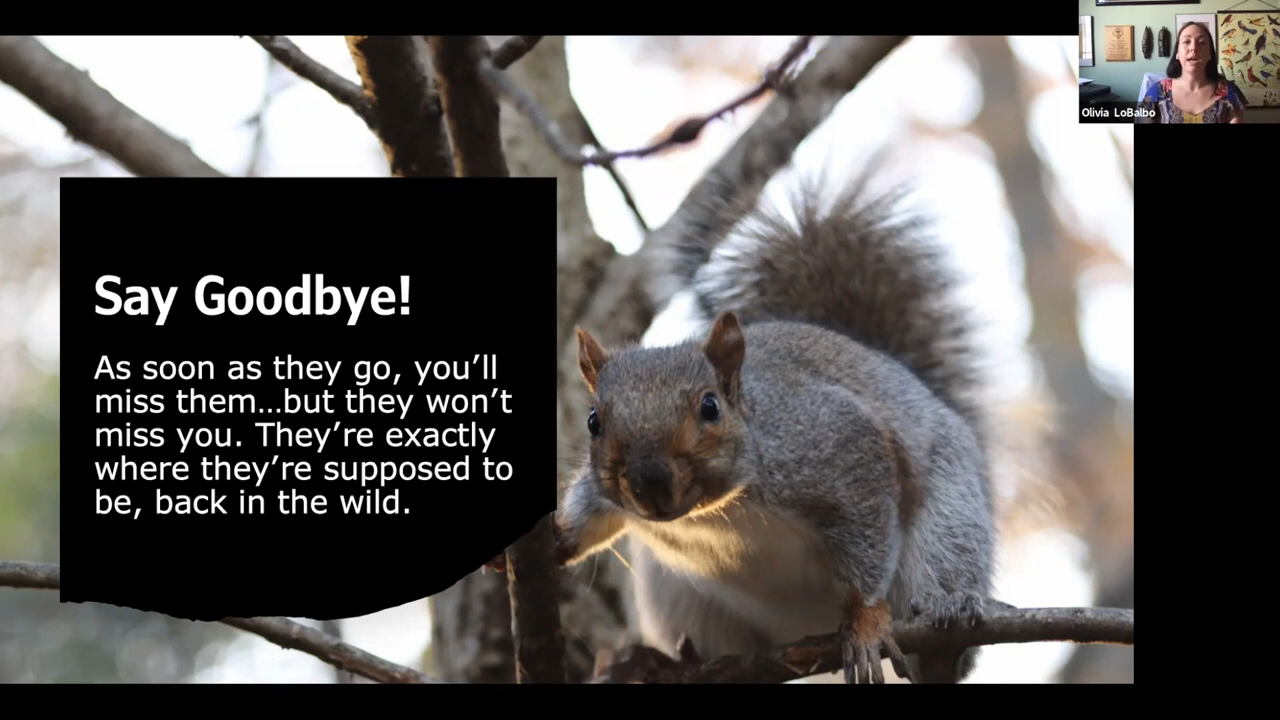 Say Goodbye!
As soon as they go, you’ll
miss them…but they won’t
miss you. They’re exactly
where they’re supposed to
be, back in the wild.
Olivia LoBalbo